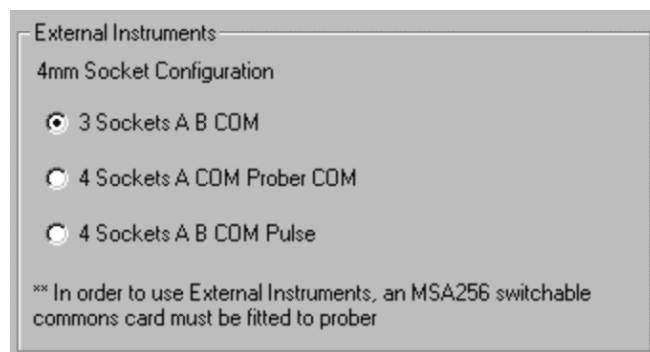 External Instruments
4mm Socket Configuration
3 Sockets A B COM
4 Sockets A COM Prober COM
4 Sockets A B COM Pulse
** In order to use External Instruments, an MSA256 switchable
commons card must be fitted to prober